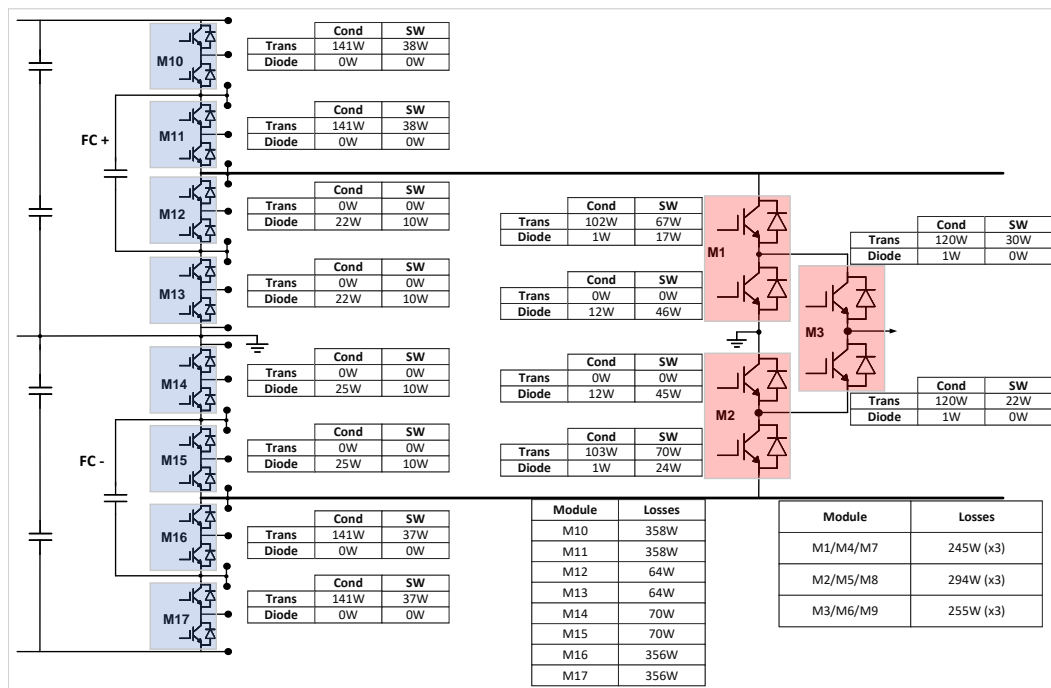 Cond SW
Trans 141W 38W
Diode 0W 0W
M10
Cond SW
Trans 141W 38W
Diode 0W 0W
M11
FC +
Cond SW
Trans 0W 0W
Diode 22W 10W
M12
Cond SW
Trans 0W 0W
Diode 22W 10W
M13
Cond SW
Trans 0W 0W
Diode 25W 10W
M14
Cond SW
Trans 0W 0W
Diode 25W 10W
M15
FC -
Cond SW
Trans 141W 37W
Diode 0W 0W
M16
Cond SW
Trans 141W 37W
Diode 0W 0W
M17
Cond SW
Trans 102W 67W
Diode 1W 17W
M1
Cond SW
Trans 0W 0W
Diode 12W 46W
Cond SW
Trans 120W 30W
Diode 1W 0W
M3
Cond SW
Trans 0W 0W
Diode 12W 45W
M2
Cond SW
Trans 103W 70W
Diode 1W 24W
Cond SW
Trans 120W 22W
Diode 1W 0W
Module Losses
M10 358W
M11 358W
M12 64W
M13 64W
M14 70W
M15 70W
M16 356W
M17 356W
Module Losses
M1/M4/M7 245W (x3)
M2/M5/M8 294W (x3)
M3/M6/M9 255W (x3)